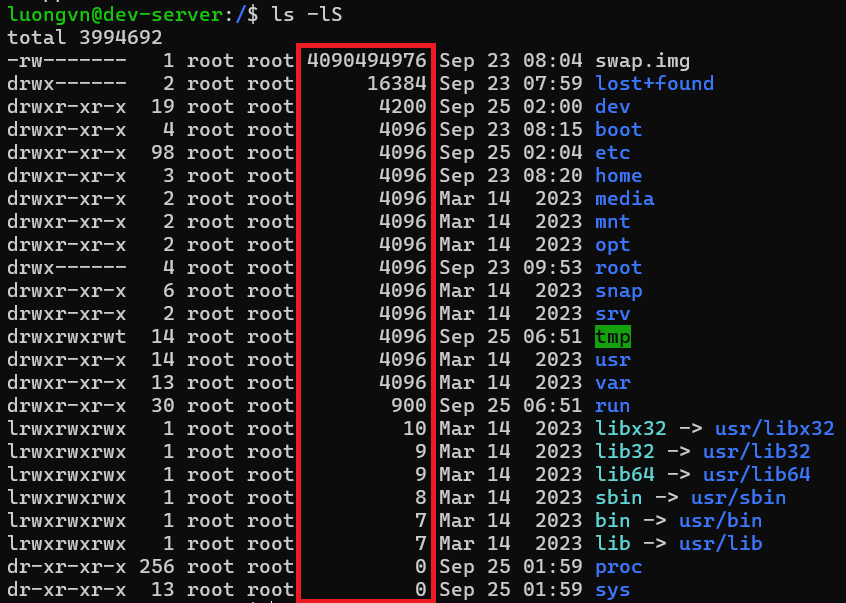 luongvn@dev-server:/$ ls -lS
total 3994692
-rw-------   1 root root 4090494976 Sep 23 08:04 swap.img
drwx------   2 root root      16384 Sep 23 07:59 lost+found
drwxr-xr-x  19 root root       4200 Sep 25 02:00 dev
drwxr-xr-x   4 root root       4096 Sep 23 08:15 boot
drwxr-xr-x  98 root root       4096 Sep 25 02:04 etc
drwxr-xr-x   3 root root       4096 Sep 23 08:20 home
drwxr-xr-x   2 root root       4096 Mar 14  2023 media
drwxr-xr-x   2 root root       4096 Mar 14  2023 mnt
drwxr-xr-x   2 root root       4096 Mar 14  2023 opt
drwx------   4 root root       4096 Sep 23 09:53 root
drwxr-xr-x   6 root root       4096 Mar 14  2023 snap
drwxr-xr-x   2 root root       4096 Mar 14  2023 srv
drwxrwxrwt  14 root root       4096 Sep 25 06:51 tmp
drwxr-xr-x  14 root root       4096 Mar 14  2023 usr
drwxr-xr-x  13 root root       4096 Mar 14  2023 var
drwxr-xr-x  30 root root        900 Sep 25 06:51 run
lrwxrwxrwx   1 root root         10 Mar 14  2023 libx32 -> usr/libx32
lrwxrwxrwx   1 root root          9 Mar 14  2023 lib32 -> usr/lib32
lrwxrwxrwx   1 root root          9 Mar 14  2023 lib64 -> usr/lib64
lrwxrwxrwx   1 root root          8 Mar 14  2023 sbin -> usr/sbin
lrwxrwxrwx   1 root root          7 Mar 14  2023 bin -> usr/bin
lrwxrwxrwx   1 root root          7 Mar 14  2023 lib -> usr/lib
dr-xr-xr-x 256 root root          0 Sep 25 01:59 proc
dr-xr-xr-x  13 root root          0 Sep 25 01:59 sys